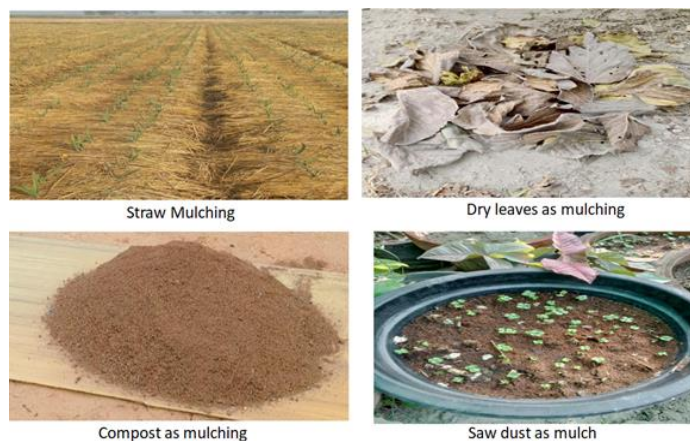 Straw Mulching
Dry leaves as mulching
Compost as mulching
Saw dust as mulch